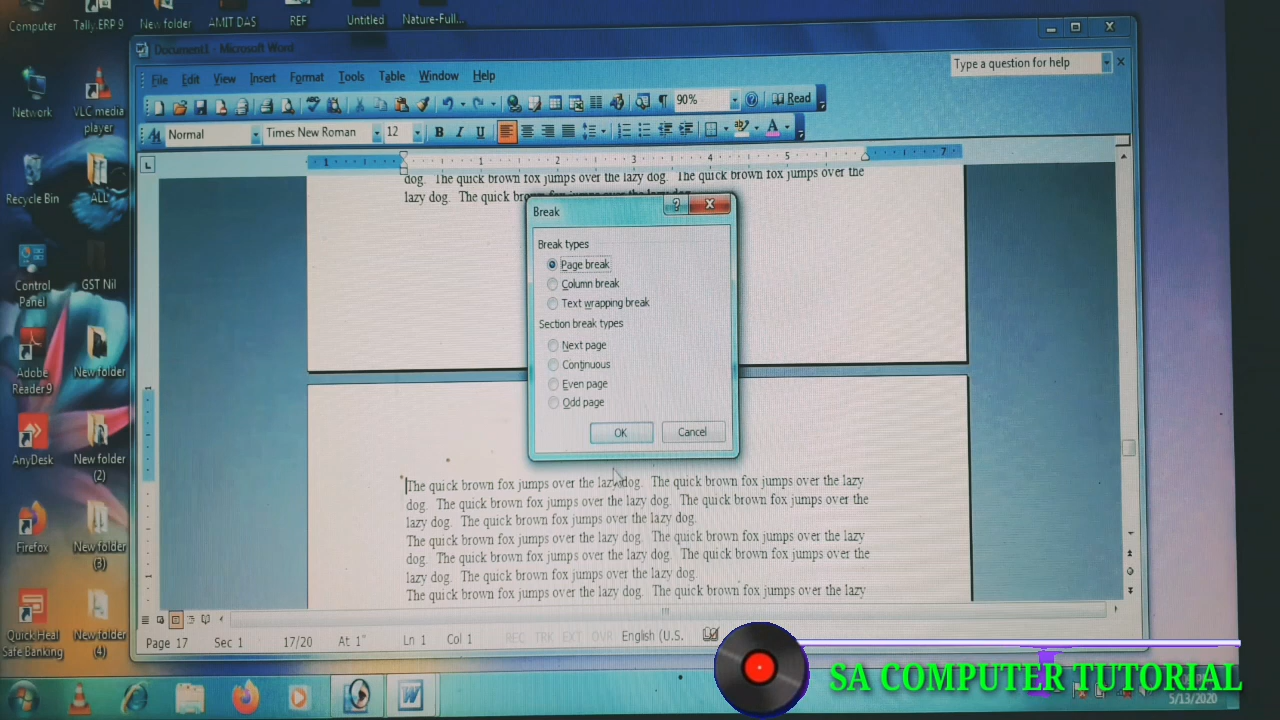 Computer
Tally.ERP 9
New folder
AMIT DAS
REF
Untitled
Nature-Full...
Document1 - Microsoft Word
File Edit View Insert Format Tools Table Window Help
Type a question for help
90%
Read
Normal
Times New Roman
12
1 1 2 3 4 5 7
dog. The quick brown fox jumps over the lazy dog. The quick brown fox jumps over the
lazy dog. The quick
Break
Break types
Page break
Column break
Text wrapping break
Section break types
Next page
Continuous
Even page
Odd page
OK
Cancel
The quick brown fox jumps over the lazy dog. The quick brown fox jumps over the lazy
dog. The quick brown fox jumps over the lazy dog. The quick brown fox jumps over the
lazy dog. The quick brown fox jumps over the lazy dog.
The quick brown fox jumps over the lazy dog. The quick brown fox jumps over the lazy
dog. The quick brown fox jumps over the lazy dog. The quick brown fox jumps over the
lazy dog. The quick brown fox jumps over the lazy dog.
The quick brown fox jumps over the lazy dog. The quick brown fox jumps over the lazy
Page 17 Sec 1 17/20 At 1" Ln 1 Col 1 REC TRK EXT OVR English (U.S.
Network
VLC media
player
Recycle Bin
ALL
Control
Panel
GST Nil
Adobe
Reader 9
New folder
AnyDesk
New folder
(2)
Firefox
New folder
(3)
Quick Heal
Safe Banking
New folder
(4)
SA COMPUTER TUTORIAL
5/13/2020